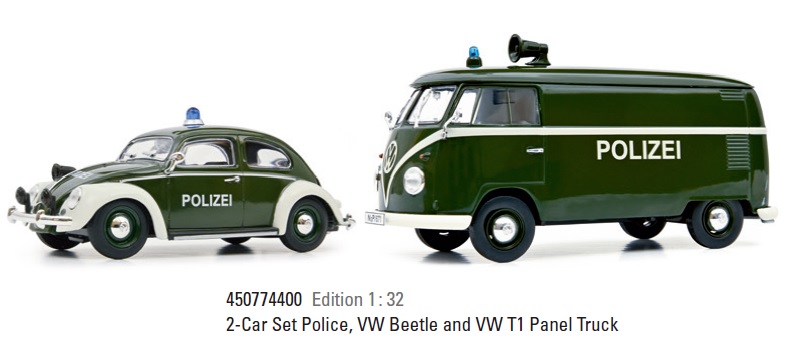 POLIZEI
POLIZEI
450774400 Edition 1:32
2-Car Set Police, VW Beetle and VW T1 Panel Truck